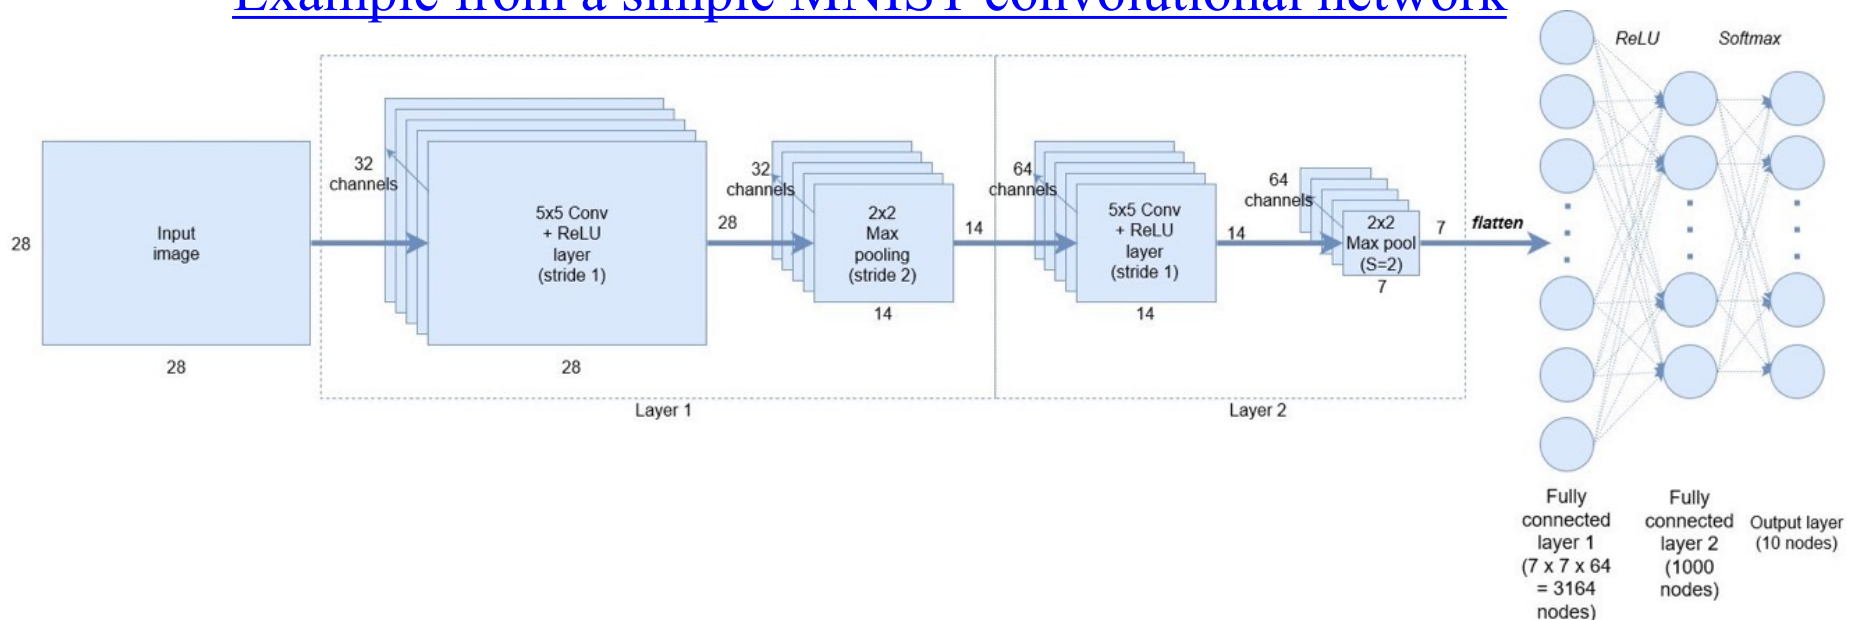 Example from a simple MNIST convolutional network
28
Input
image
28
32
channels
5x5 Conv
+ ReLU
layer
(stride 1)
28
28
32
channels
2x2
Max
pooling
(stride 2)
14
14
Layer 1
64
channels
5x5 Conv
+ ReLU
layer
(stride 1)
14
14
64
channels
2x2
Max pool
(S=2)
7
7
Layer 2
flatten
ReLU
Softmax
Fully
connected
layer 1
(7 x 7 x 64
= 3164
nodes)
Fully
connected
layer 2
(1000
nodes)
Output layer
(10 nodes)